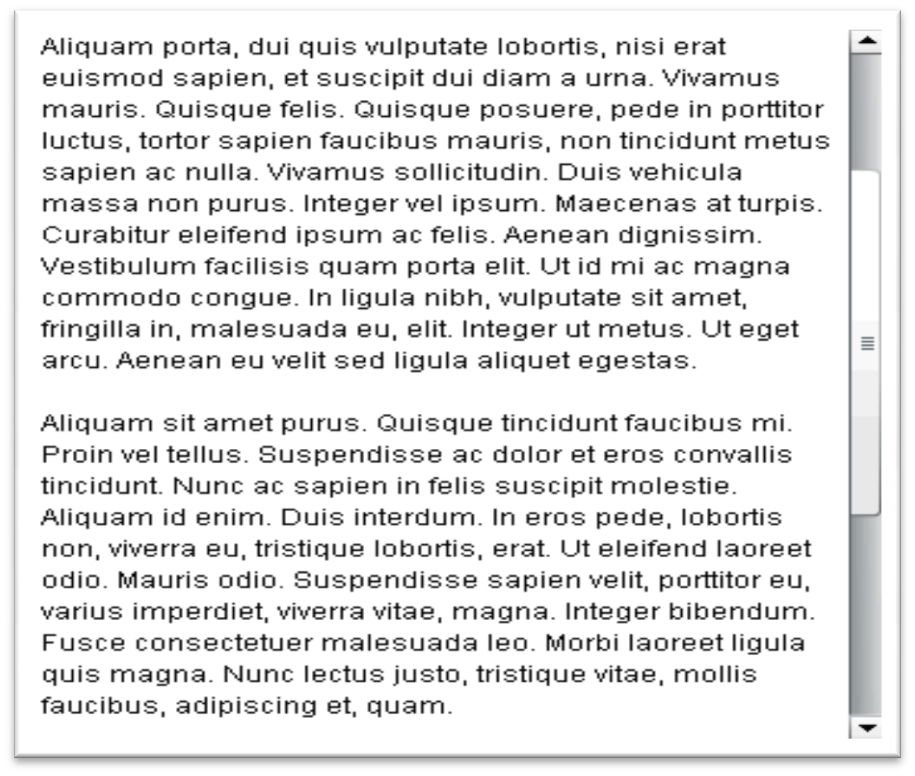 Aliquam porta, dui quis vulputate lobortis, nisi erat
euismod sapien, et suscipit dui diam a urna. Vivamus
mauris. Quisque felis. Quisque posuere, pede in porttitor
luctus, tortor sapien faucibus mauris, non tincidunt metus
sapien ac nulla. Vivamus sollicitudin. Duis vehicula
massa non purus. Integer vel ipsum. Maecenas at turpis.
Curabitur eleifend ipsum ac felis. Aenean dignissim.
Vestibulum facilisis quam porta elit. Ut id mi ac magna
commodo congue. In ligula nibh, vulputate sit amet,
fringilla in, malesuada eu, elit. Integer ut metus. Ut eget
arcu. Aenean eu velit sed ligula aliquet egestas.

Aliquam sit amet purus. Quisque tincidunt faucibus mi.
Proin vel tellus. Suspendisse ac dolor et eros convallis
tincidunt. Nunc ac sapien in felis suscipit molestie.
Aliquam id enim. Duis interdum. In eros pede, lobortis
non, viverra eu, tristique lobortis, erat. Ut eleifend laoreet
odio. Mauris odio. Suspendisse sapien velit, porttitor eu,
varius imperdiet, viverra vitae, magna. Integer bibendum.
Fusce consectetuer malesuada leo. Morbi laoreet ligula
quis magna. Nunc lectus justo, tristique vitae, mollis
faucibus, adipiscing et, quam.